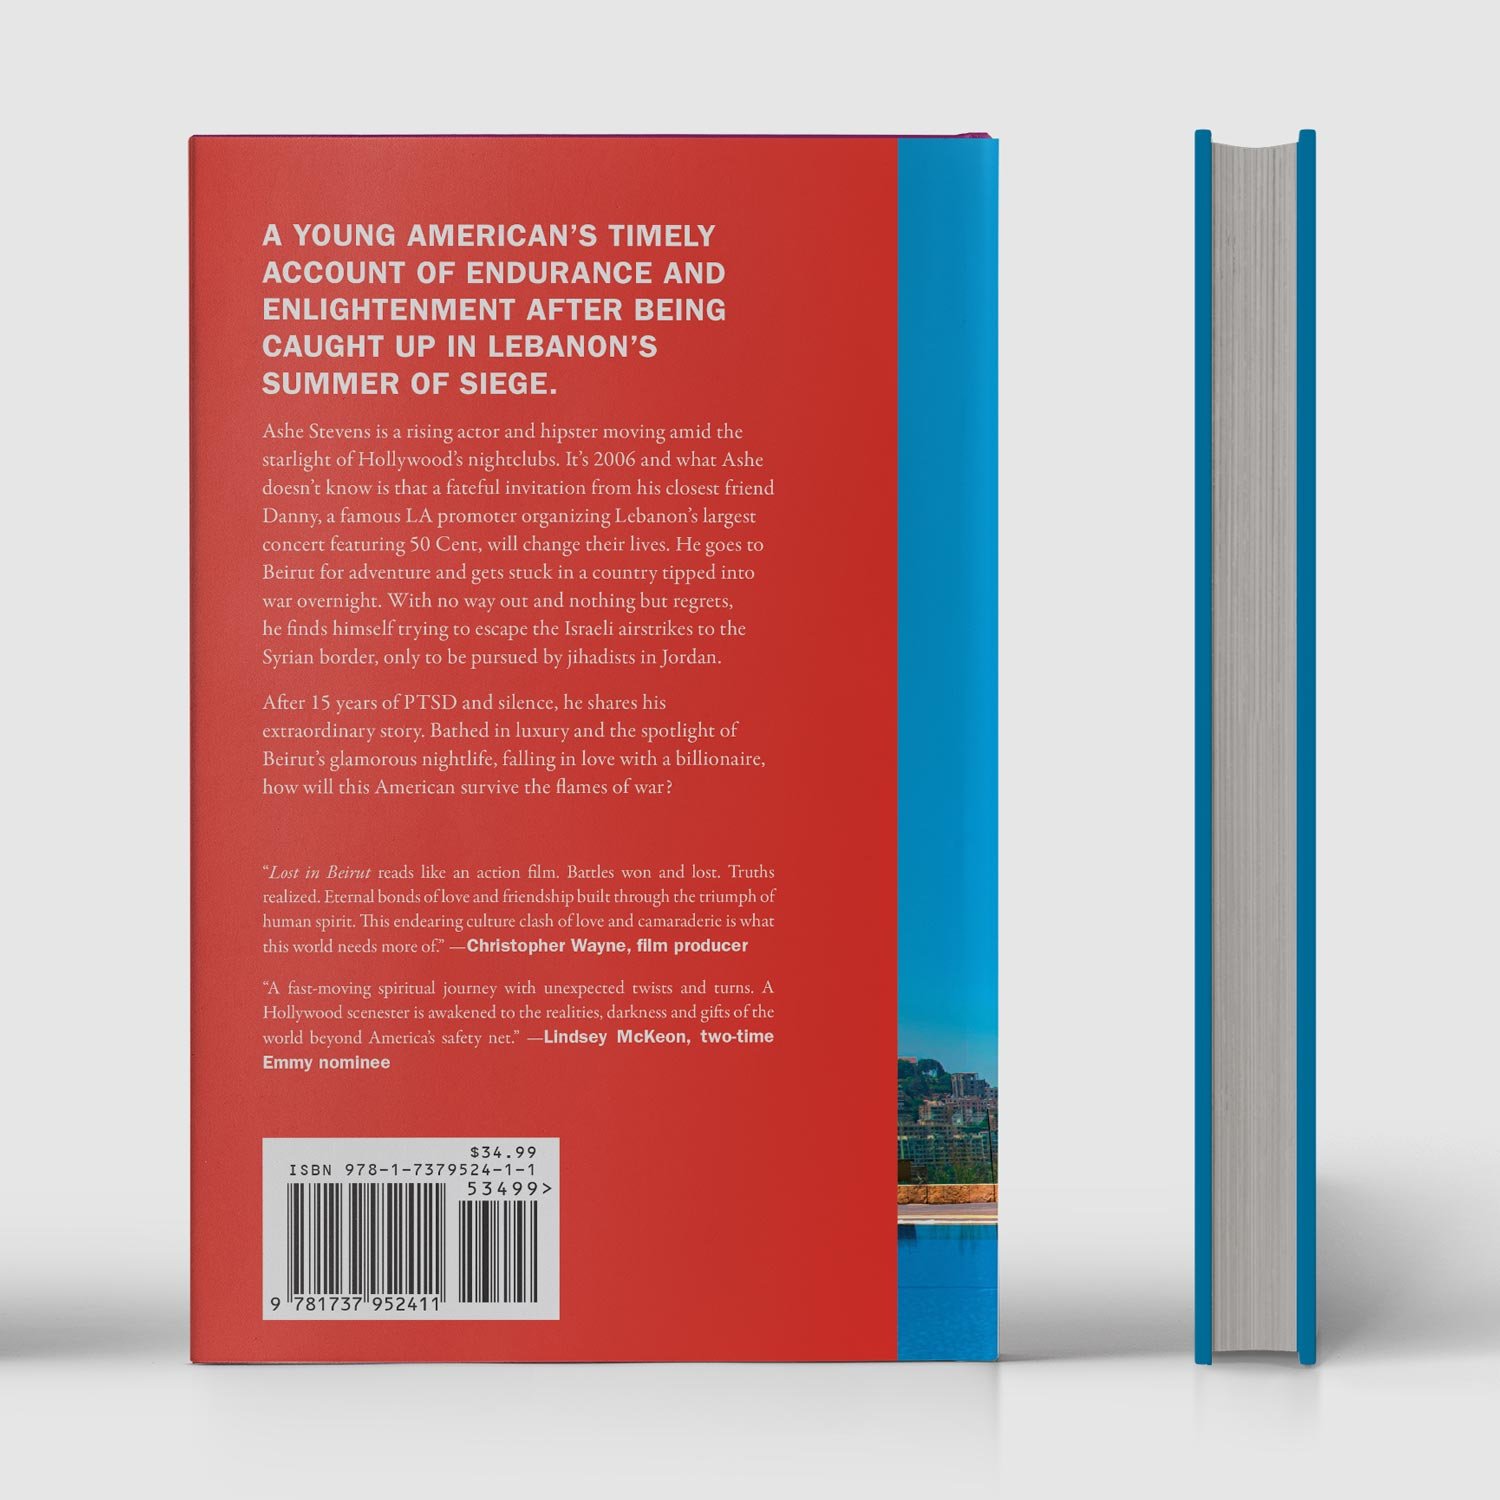 A YOUNG AMERICAN’S TIMELY
ACCOUNT OF ENDURANCE AND
ENLIGHTENMENT AFTER BEING
CAUGHT UP IN LEBANON’S
SUMMER OF SIEGE.
Ashe Stevens is a rising actor and hipster moving amid the
starlight of Hollywood’s nightclubs. It’s 2006 and what Ashe
doesn’t know is that a fateful invitation from his closest friend
Danny, a famous LA promoter organizing Lebanon’s largest
concert featuring 50 Cent, will change their lives. He goes to
Beirut for adventure and gets stuck in a country tipped into
war overnight. With no way out and nothing but regrets,
he finds himself trying to escape the Israeli airstrikes to the
Syrian border, only to be pursued by jihadists in Jordan.
After 15 years of PTSD and silence, he shares his
extraordinary story. Bathed in luxury and the spotlight of
Beirut’s glamorous nightlife, falling in love with a billionaire,
how will this American survive the flames of war?
“Lost in Beirut reads like an action film. Battles won and lost. Truths
realized. Eternal bonds of love and friendship built through the triumph of
human spirit. This endearing culture clash of love and camaraderie is what
this world needs more of.” —Christopher Wayne, film producer
“A fast-moving spiritual journey with unexpected twists and turns. A
Hollywood scenester is awakened to the realities, darkness and gifts of the
world beyond America’s safety net.” —Lindsey McKeon, two-time
Emmy nominee
$34.99
ISBN 978-1-7379524-1-1
53499>
9 781737 952411